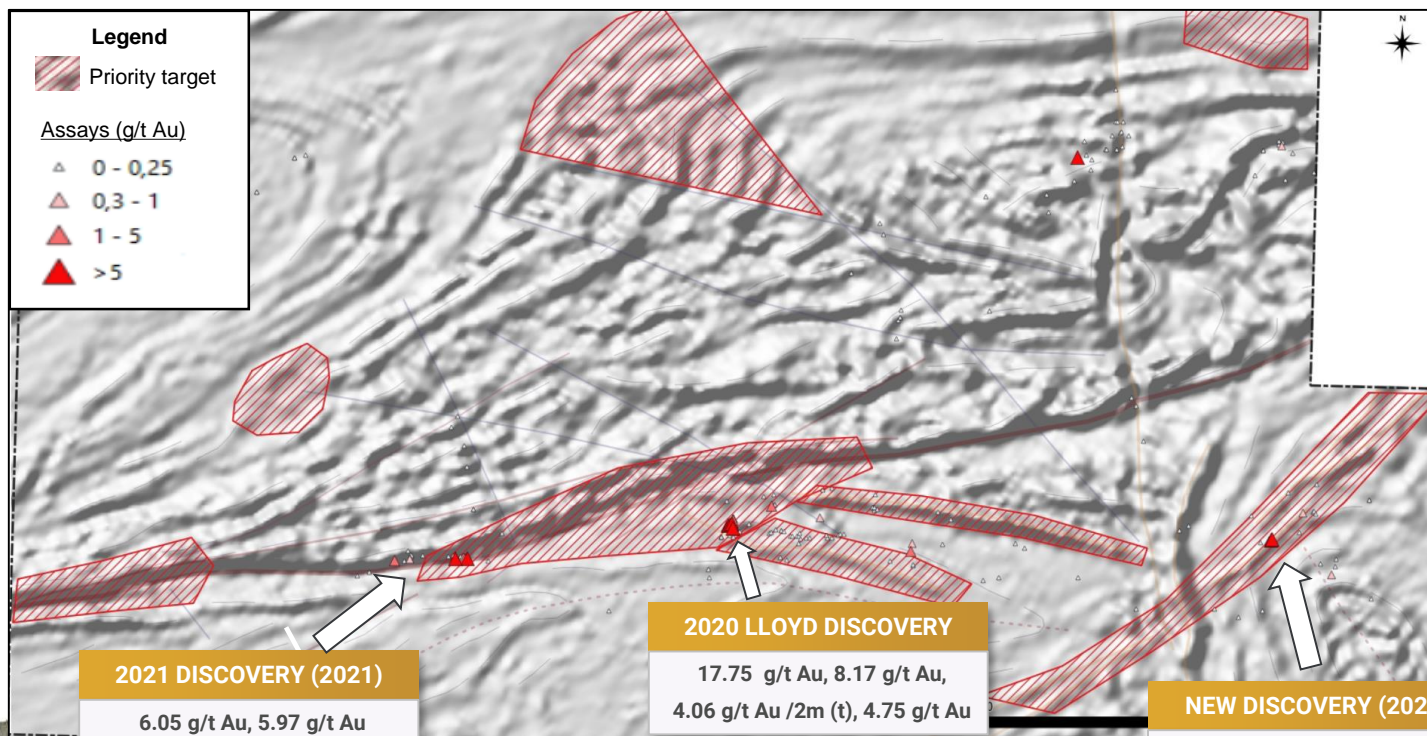 Legend
Priority target
Assays (g/t Au)
0 - 0,25
0,3 - 1
1 - 5
>5
N
2021 DISCOVERY (2021)
6.05 g/t Au, 5.97 g/t Au
2020 LLOYD DISCOVERY
17.75 g/t Au, 8.17 g/t Au,
4.06 g/t Au /2m (t), 4.75 g/t Au
NEW DISCOVERY (202